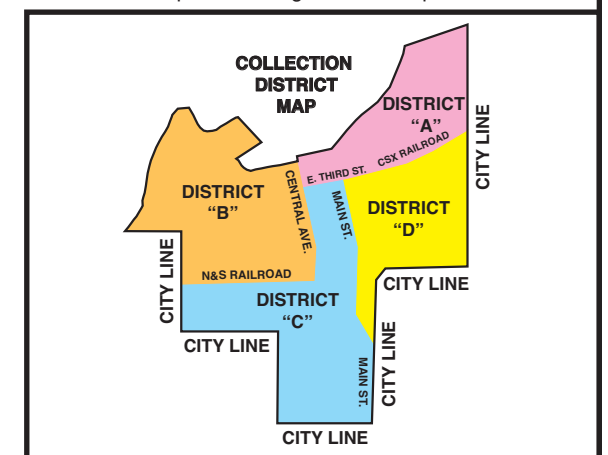 COLLECTION
DISTRICT
MAP
DISTRICT
“A”
CITY LINE
E. THIRD ST.
CSX RAILROAD
DISTRICT
“B”
CENTRAL AVE.
MAIN ST.
DISTRICT
“D”
N&S RAILROAD
CITY LINE
DISTRICT
“C”
CITY LINE
CITY LINE
MAIN ST.
CITY LINE
CITY LINE